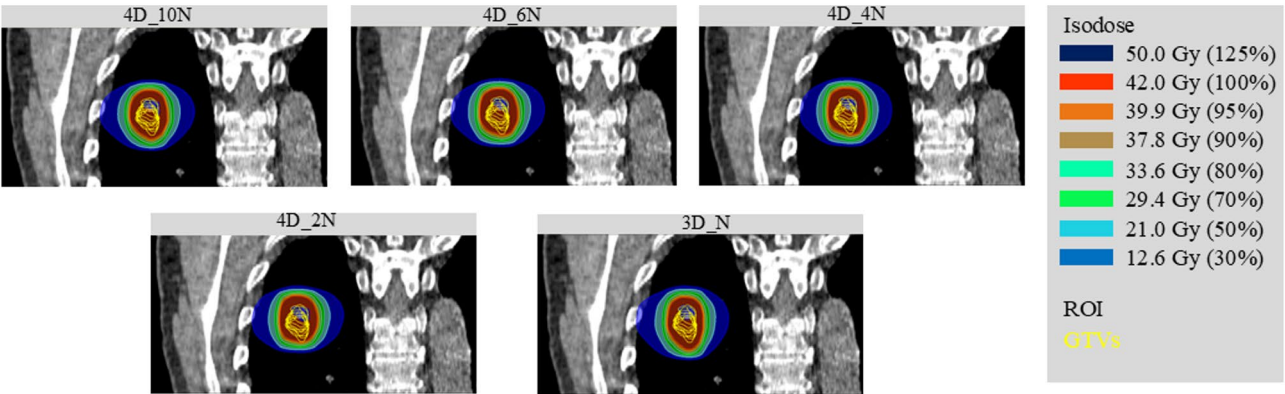 4D_10N
4D_6N
4D_4N
4D_2N
3D_N
Isodose
50.0 Gy (125%)
42.0 Gy (100%)
39.9 Gy (95%)
37.8 Gy (90%)
33.6 Gy (80%)
29.4 Gy (70%)
21.0 Gy (50%)
12.6 Gy (30%)
ROI
GTVs